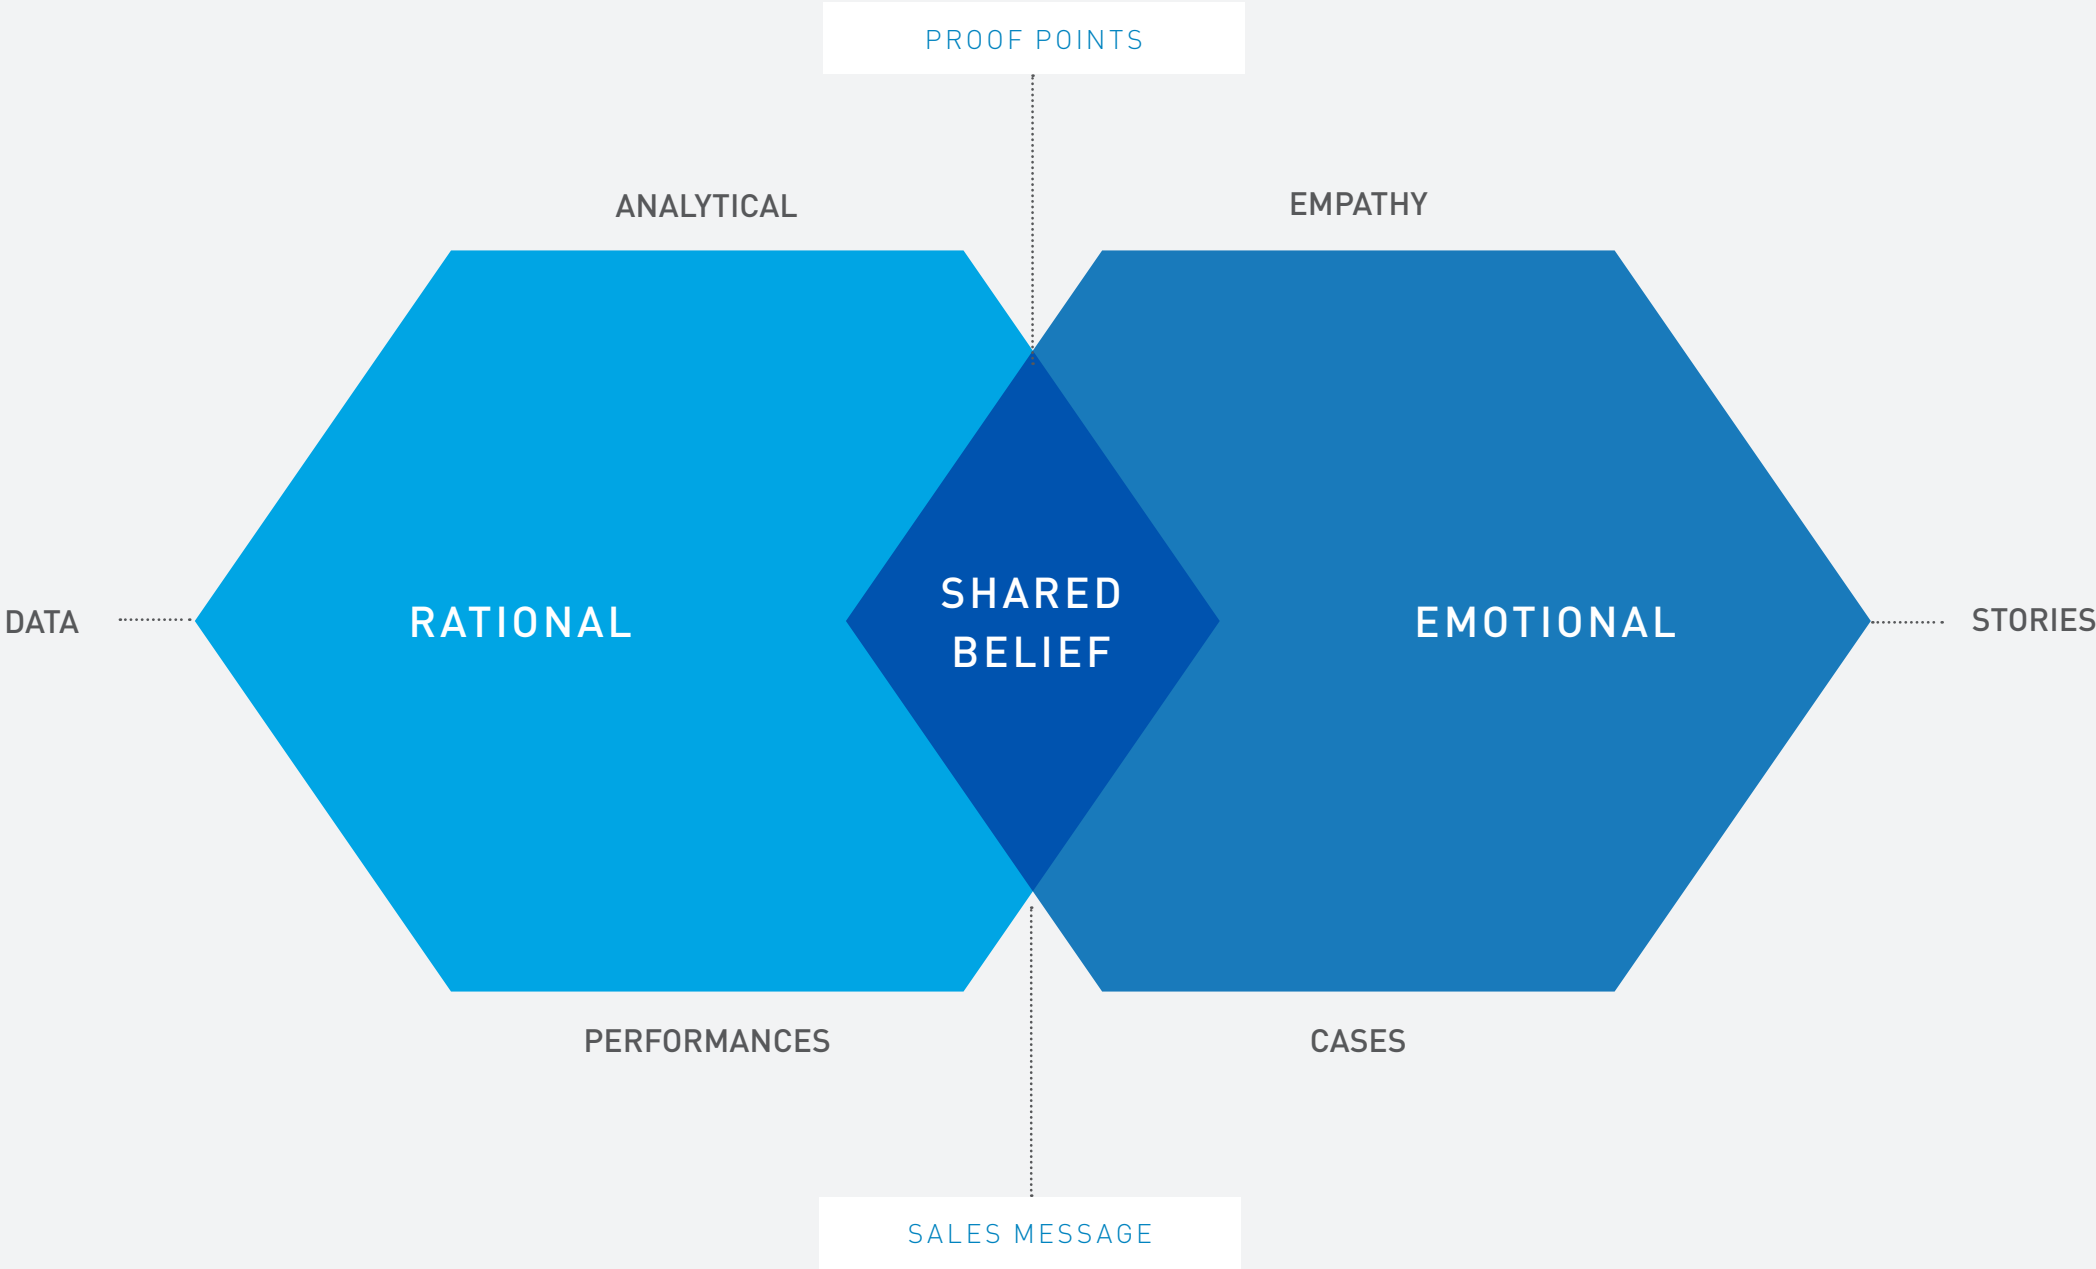 PROOF POINTS
ANALYTICAL
EMPATHY
DATA
RATIONAL
SHARED
BELIEF
EMOTIONAL
STORIES
PERFORMANCES
CASES
SALES MESSAGE